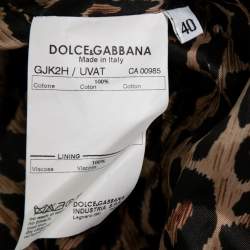 DOLCE&GABBANA
Made in Italy
40
GJK2H / UVAT CA 00985
100%
Cotone Coton Cotton
LINING
100%
Viscosa Viscose
DOLCE&GABBANA
INDUSTRIA
Legnano